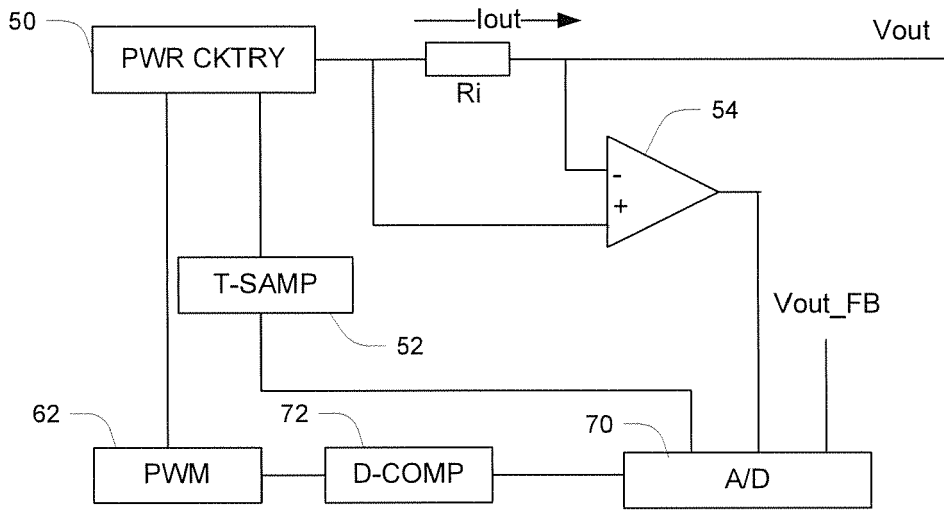 50
PWR CKTRY
Iout
Ri
Vout
54
-
+
T-SAMP
52
Vout_FB
62
PWM
72
D-COMP
70
A/D